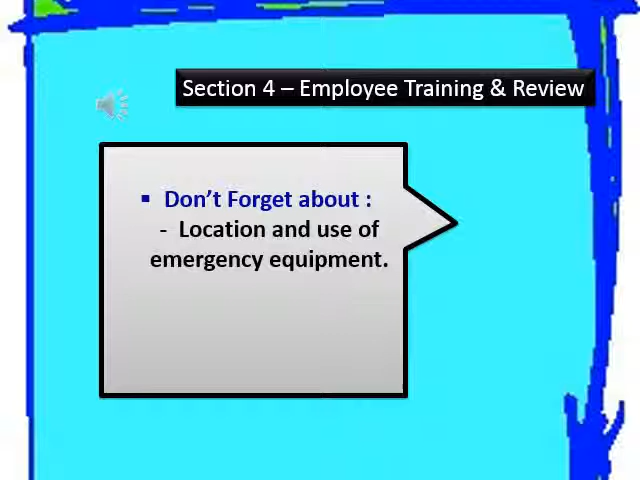 Section 4 – Employee Training & Review
▪ Don’t Forget about :
- Location and use of
emergency equipment.